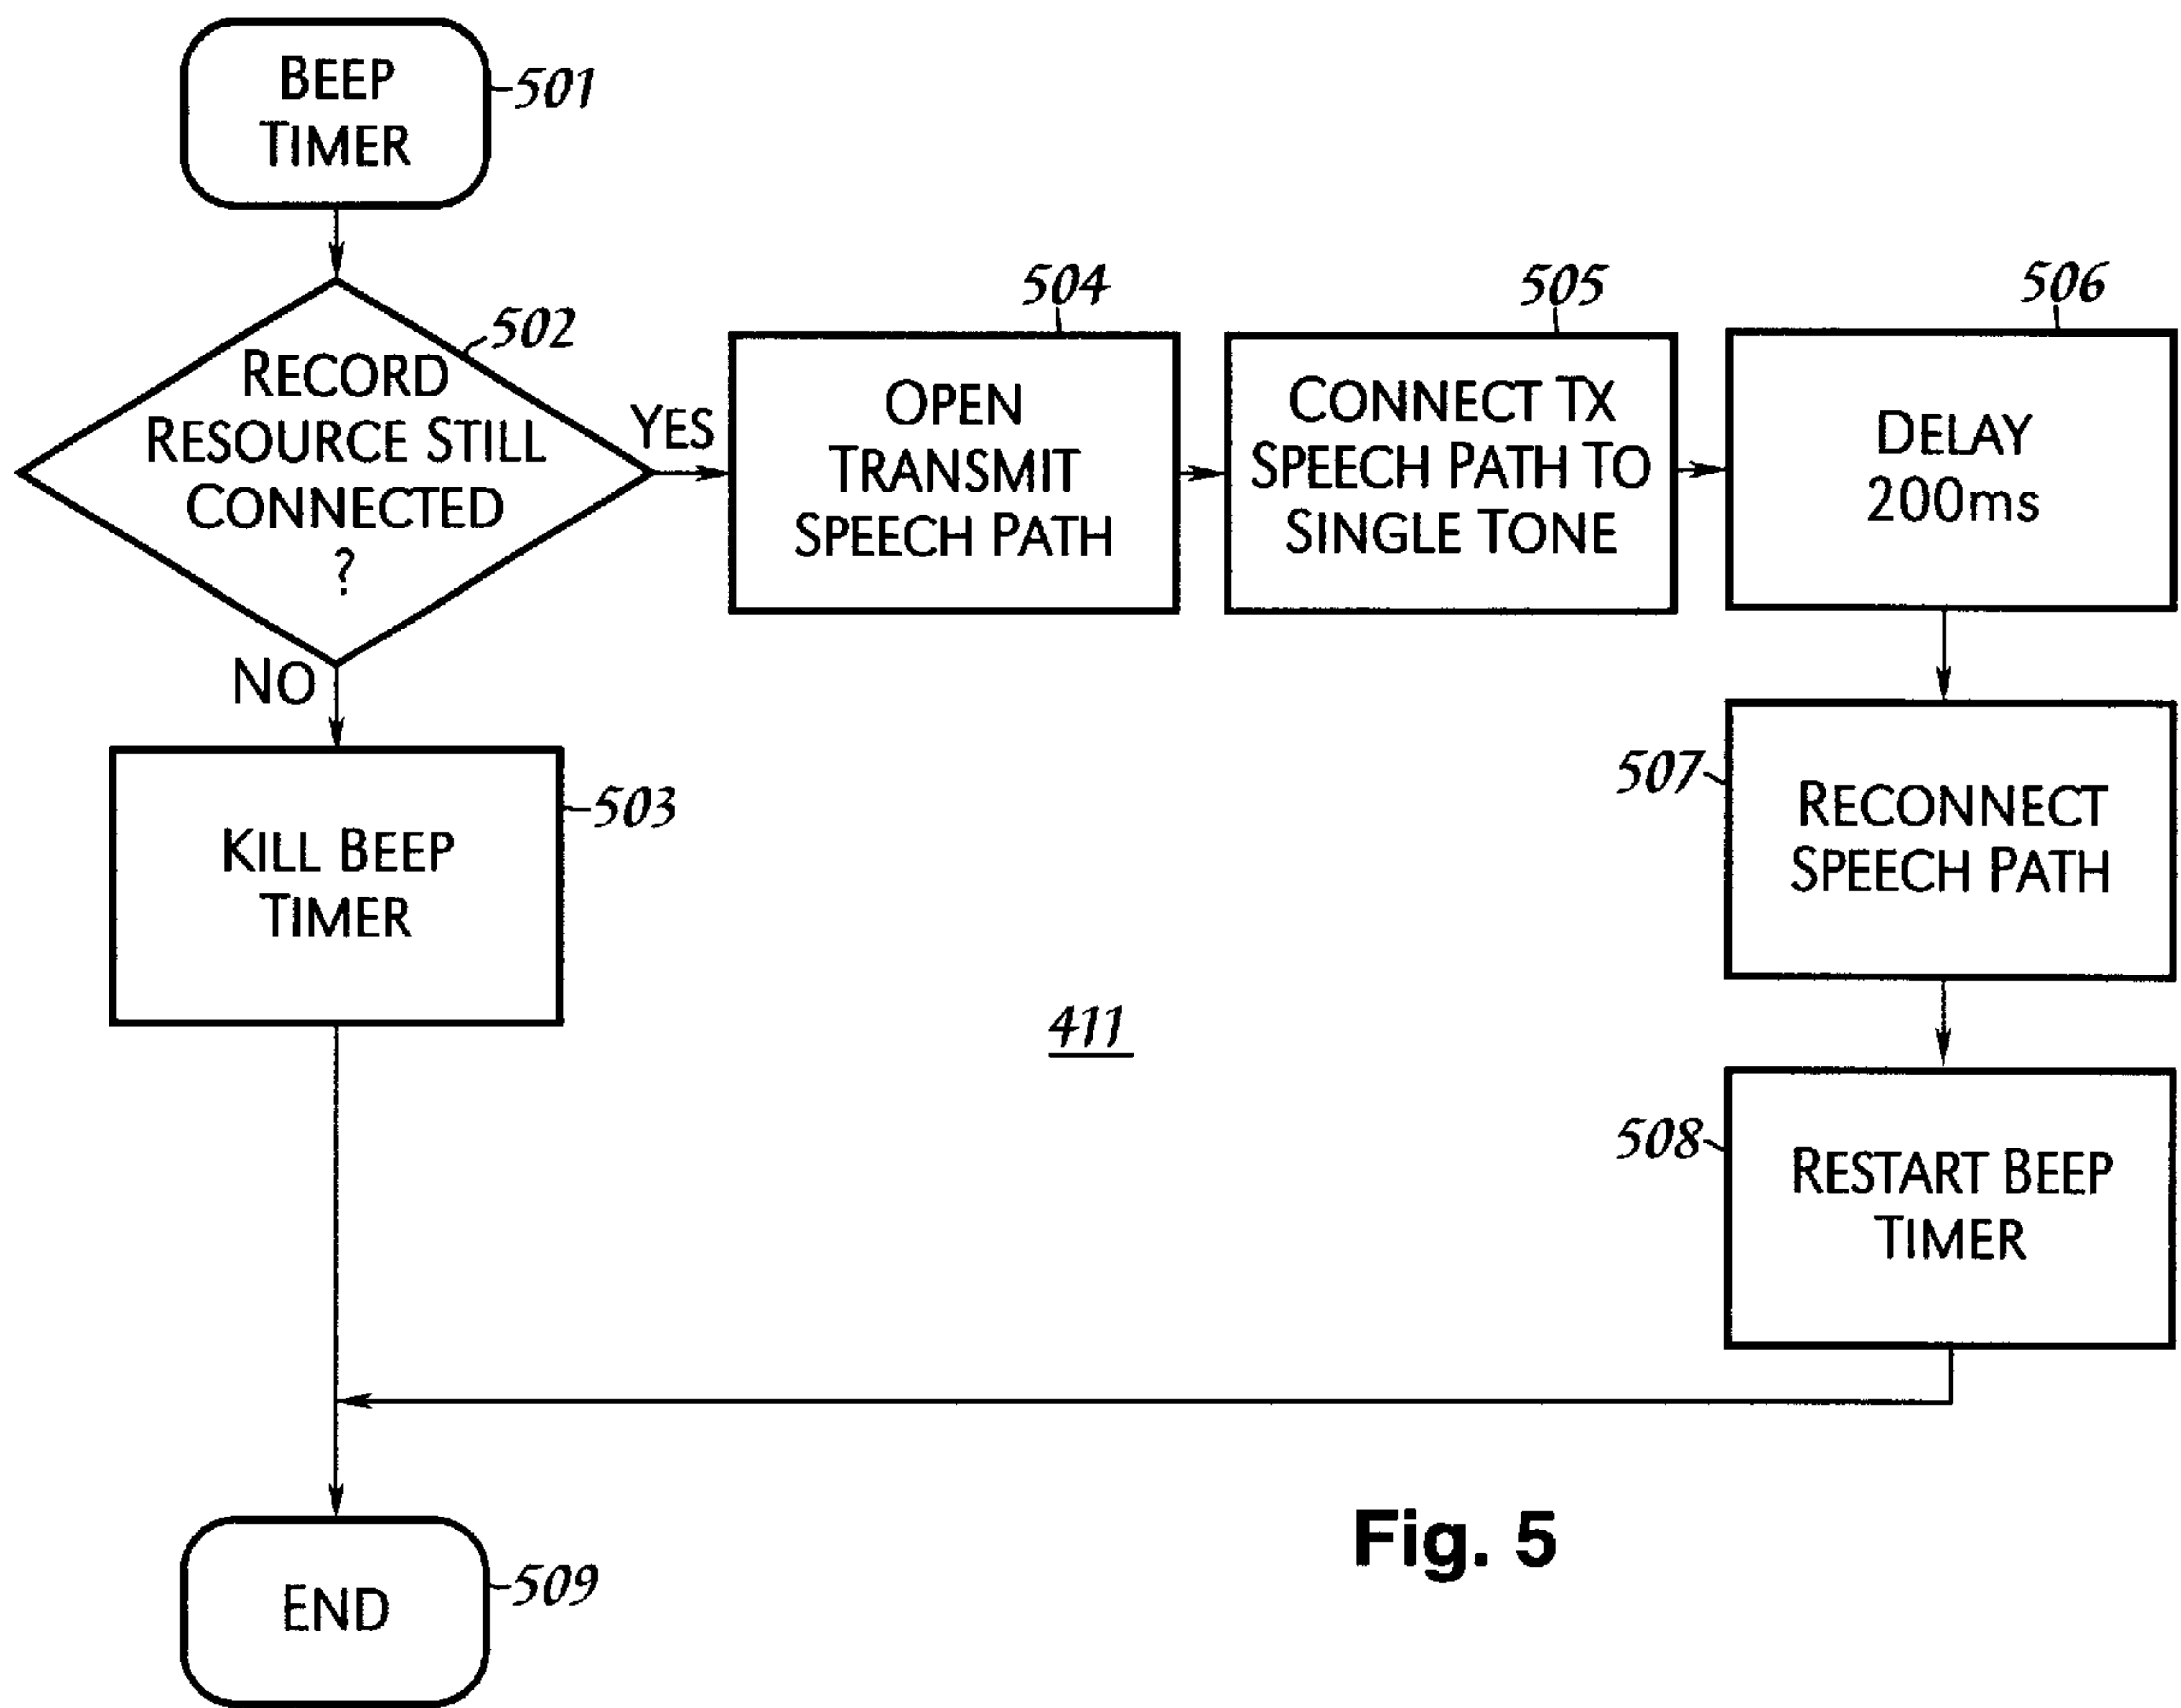 BEEP
TIMER
501
502
RECORD
RESOURCE STILL
CONNECTED
?
YES
NO
504
OPEN
TRANSMIT
SPEECH PATH
505
CONNECT TX
SPEECH PATH TO
SINGLE TONE
506
DELAY
200ms
503
KILL BEEP
TIMER
507
RECONNECT
SPEECH PATH
411
508
RESTART BEEP
TIMER
END
509
Fig. 5